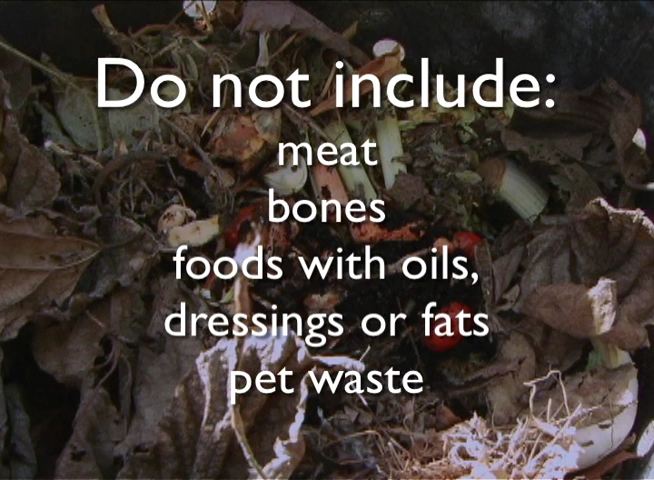 Do not include:
meat
bones
foods with oils,
dressings or fats
pet waste